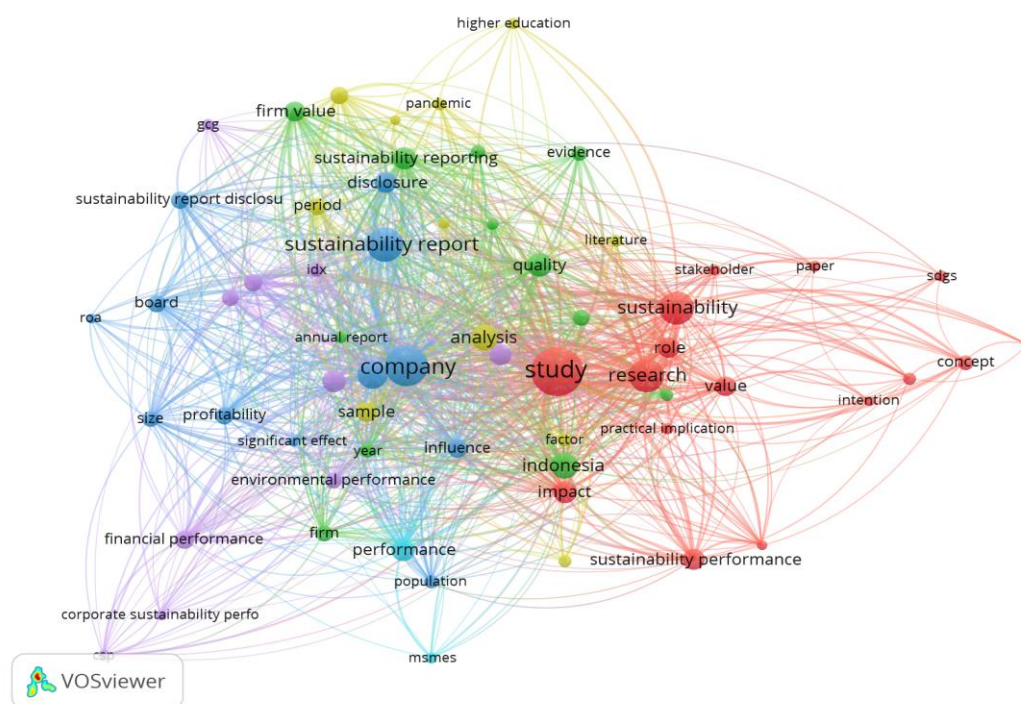 higher education
pandemic
firm value
gcg
sustainability reporting
evidence
disclosure
sustainability report disclosu
period
sustainability report
literature
quality
idx
stakeholder
paper
sdgs
board
sustainability
roa
annual report
analysis
role
company
study
research
value
concept
intention
size
profitability
sample
practical implication
significant effect
year
influence
factor
environmental performance
indonesia
impact
firm
financial performance
performance
sustainability performance
population
corporate sustainability perfo
msmes
VOSviewer